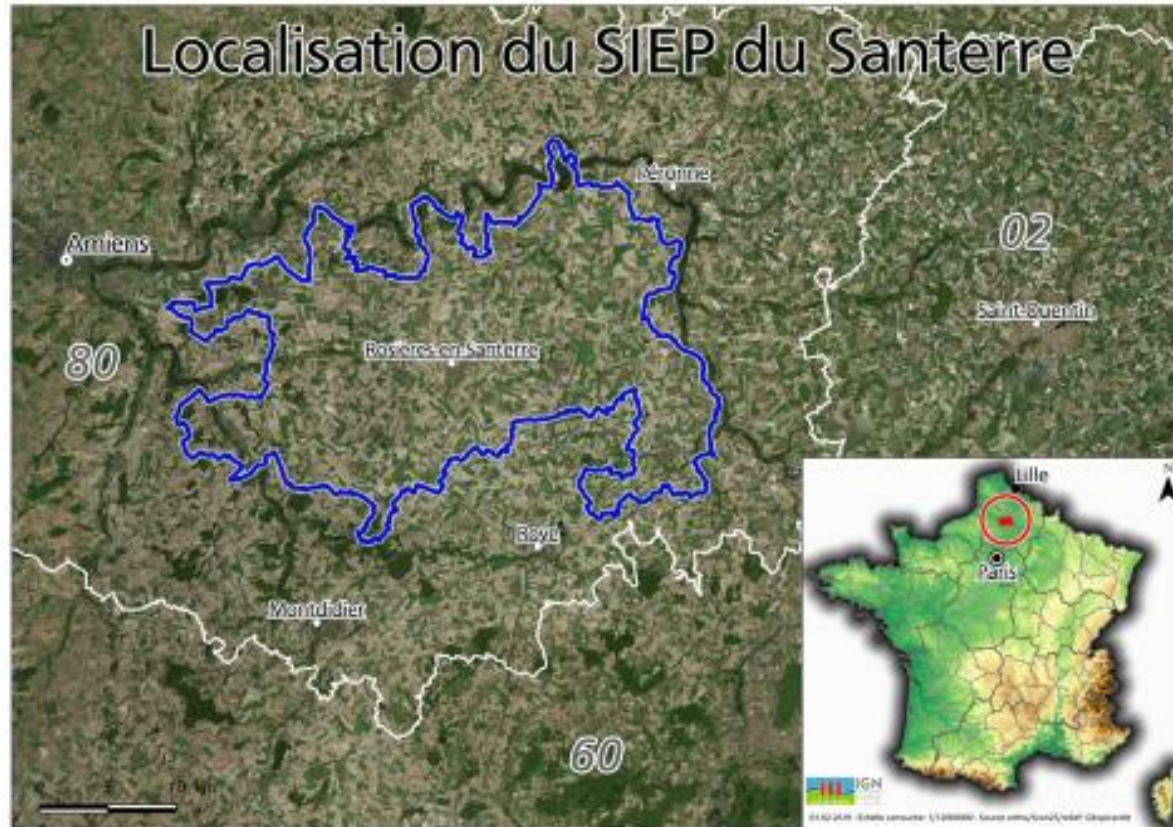 Localisation du SIEP du Santerre
Péronne
Amiens
02
Saint-Quentin
80
Rosières-en-Santerre
Roye
Montdidier
60
Lille
Paris
IGN